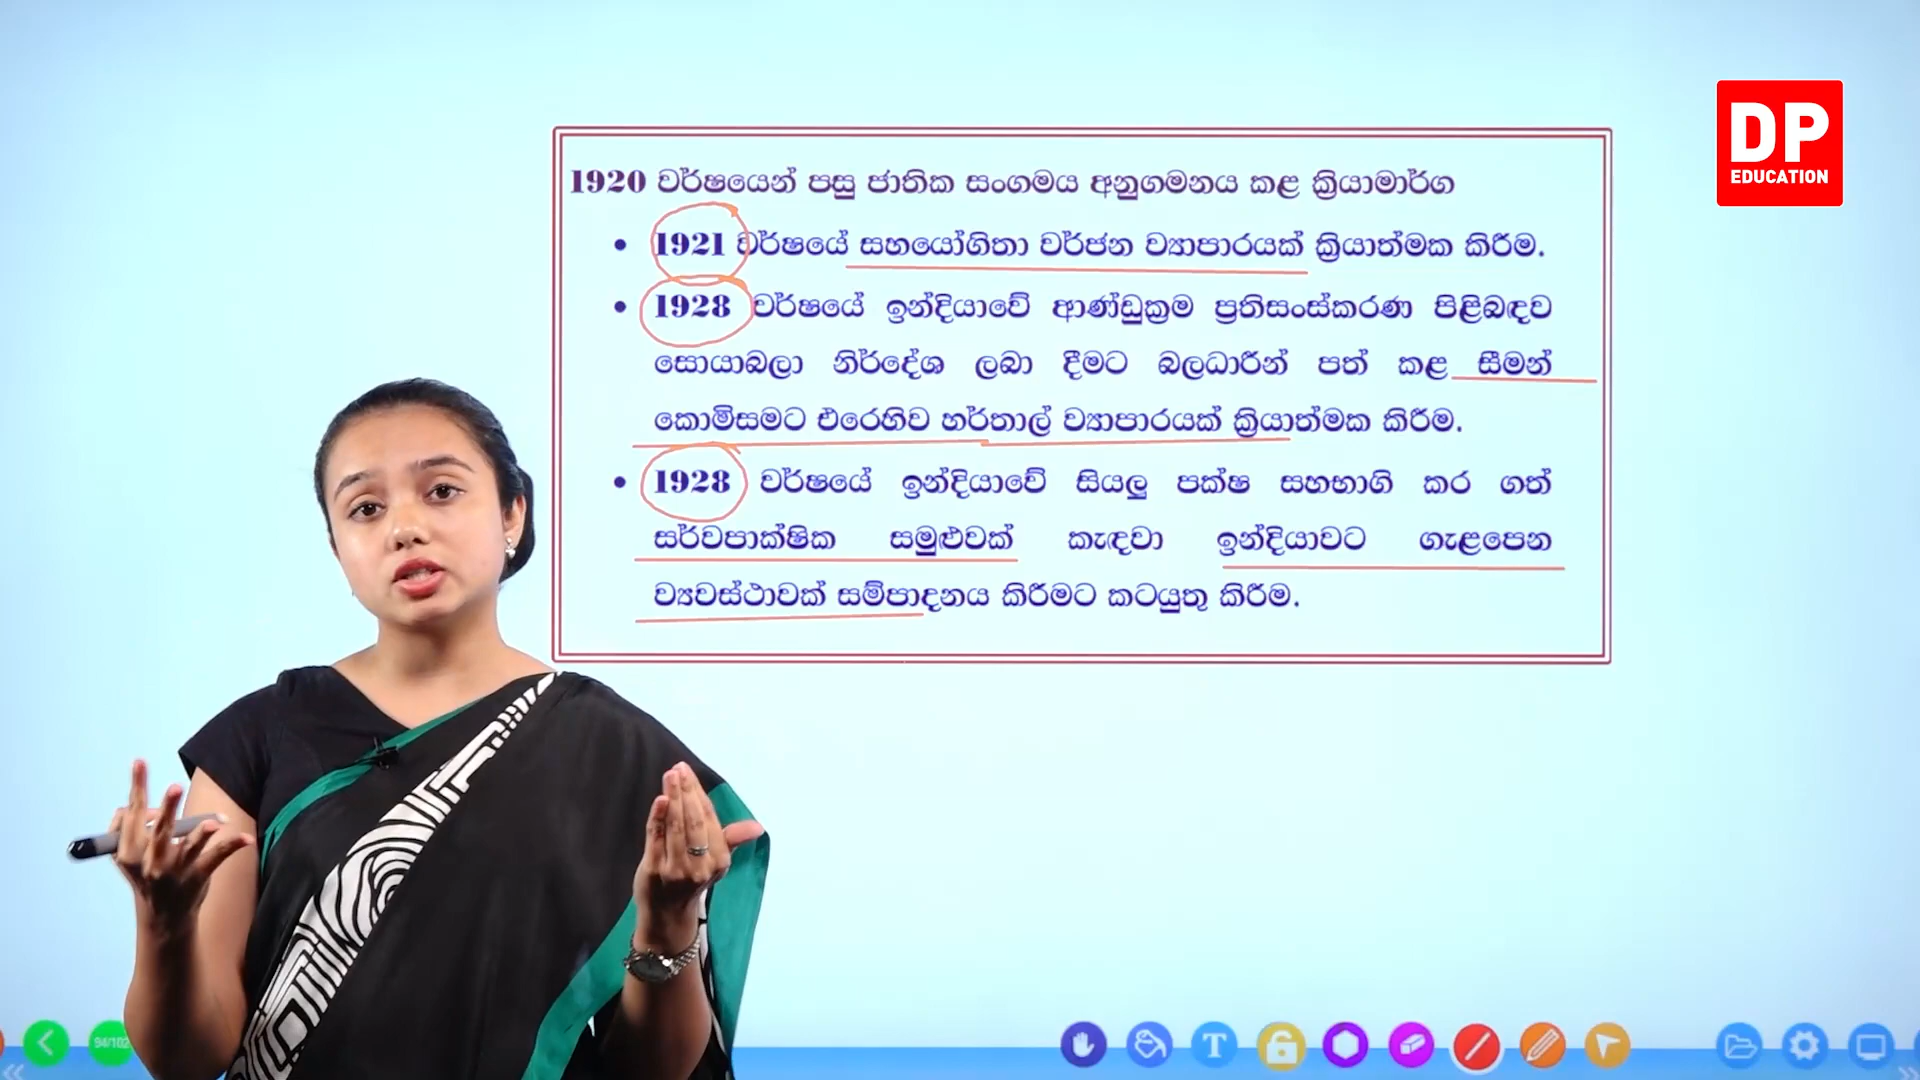 DP
EDUCATION
1920 වර්ෂයෙන් පසු ජාතික සංගමය අනුගමනය කළ ක්‍රියාමාර්ග
• 1921 වර්ෂයේ සහයෝගිතා වර්ජන ව්‍යාපාරයක් ක්‍රියාත්මක කිරීම.
• 1928 වර්ෂයේ ඉන්දියාවේ ආණ්ඩුක්‍රම ප්‍රතිසංස්කරණ පිළිබඳව
සොයාබලා නිර්දේශ ලබා දීමට බලධාරීන් පත් කළ සීමන්
කොමිසමට එරෙහිව හර්තාල් ව්‍යාපාරයක් ක්‍රියාත්මක කිරීම.
• 1928 වර්ෂයේ ඉන්දියාවේ සියලු පක්ෂ සහභාගි කර ගත්
සර්වපාක්ෂික සමුළුවක් කැඳවා ඉන්දියාවට ගැළපෙන
ව්‍යවස්ථාවක් සම්පාදනය කිරීමට කටයුතු කිරීම.
94/102
T